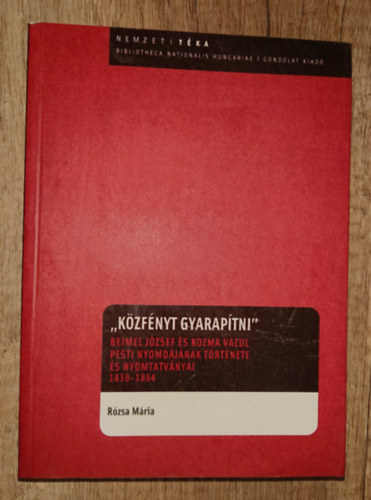 NEMZETI TÉKA
BIBLIOTHECA NATIONALIS HUNGARIAE | GONDOLAT KIADÓ
„KÖZFÉNYT GYARAPÍTNI”
BEIMEL JÓZSEF ÉS KOZMA VAZUL
PESTI NYOMDÁJÁNAK TÖRTÉNETE
ÉS NYOMTATVÁNYAI
1830–1864
Rózsa Mária